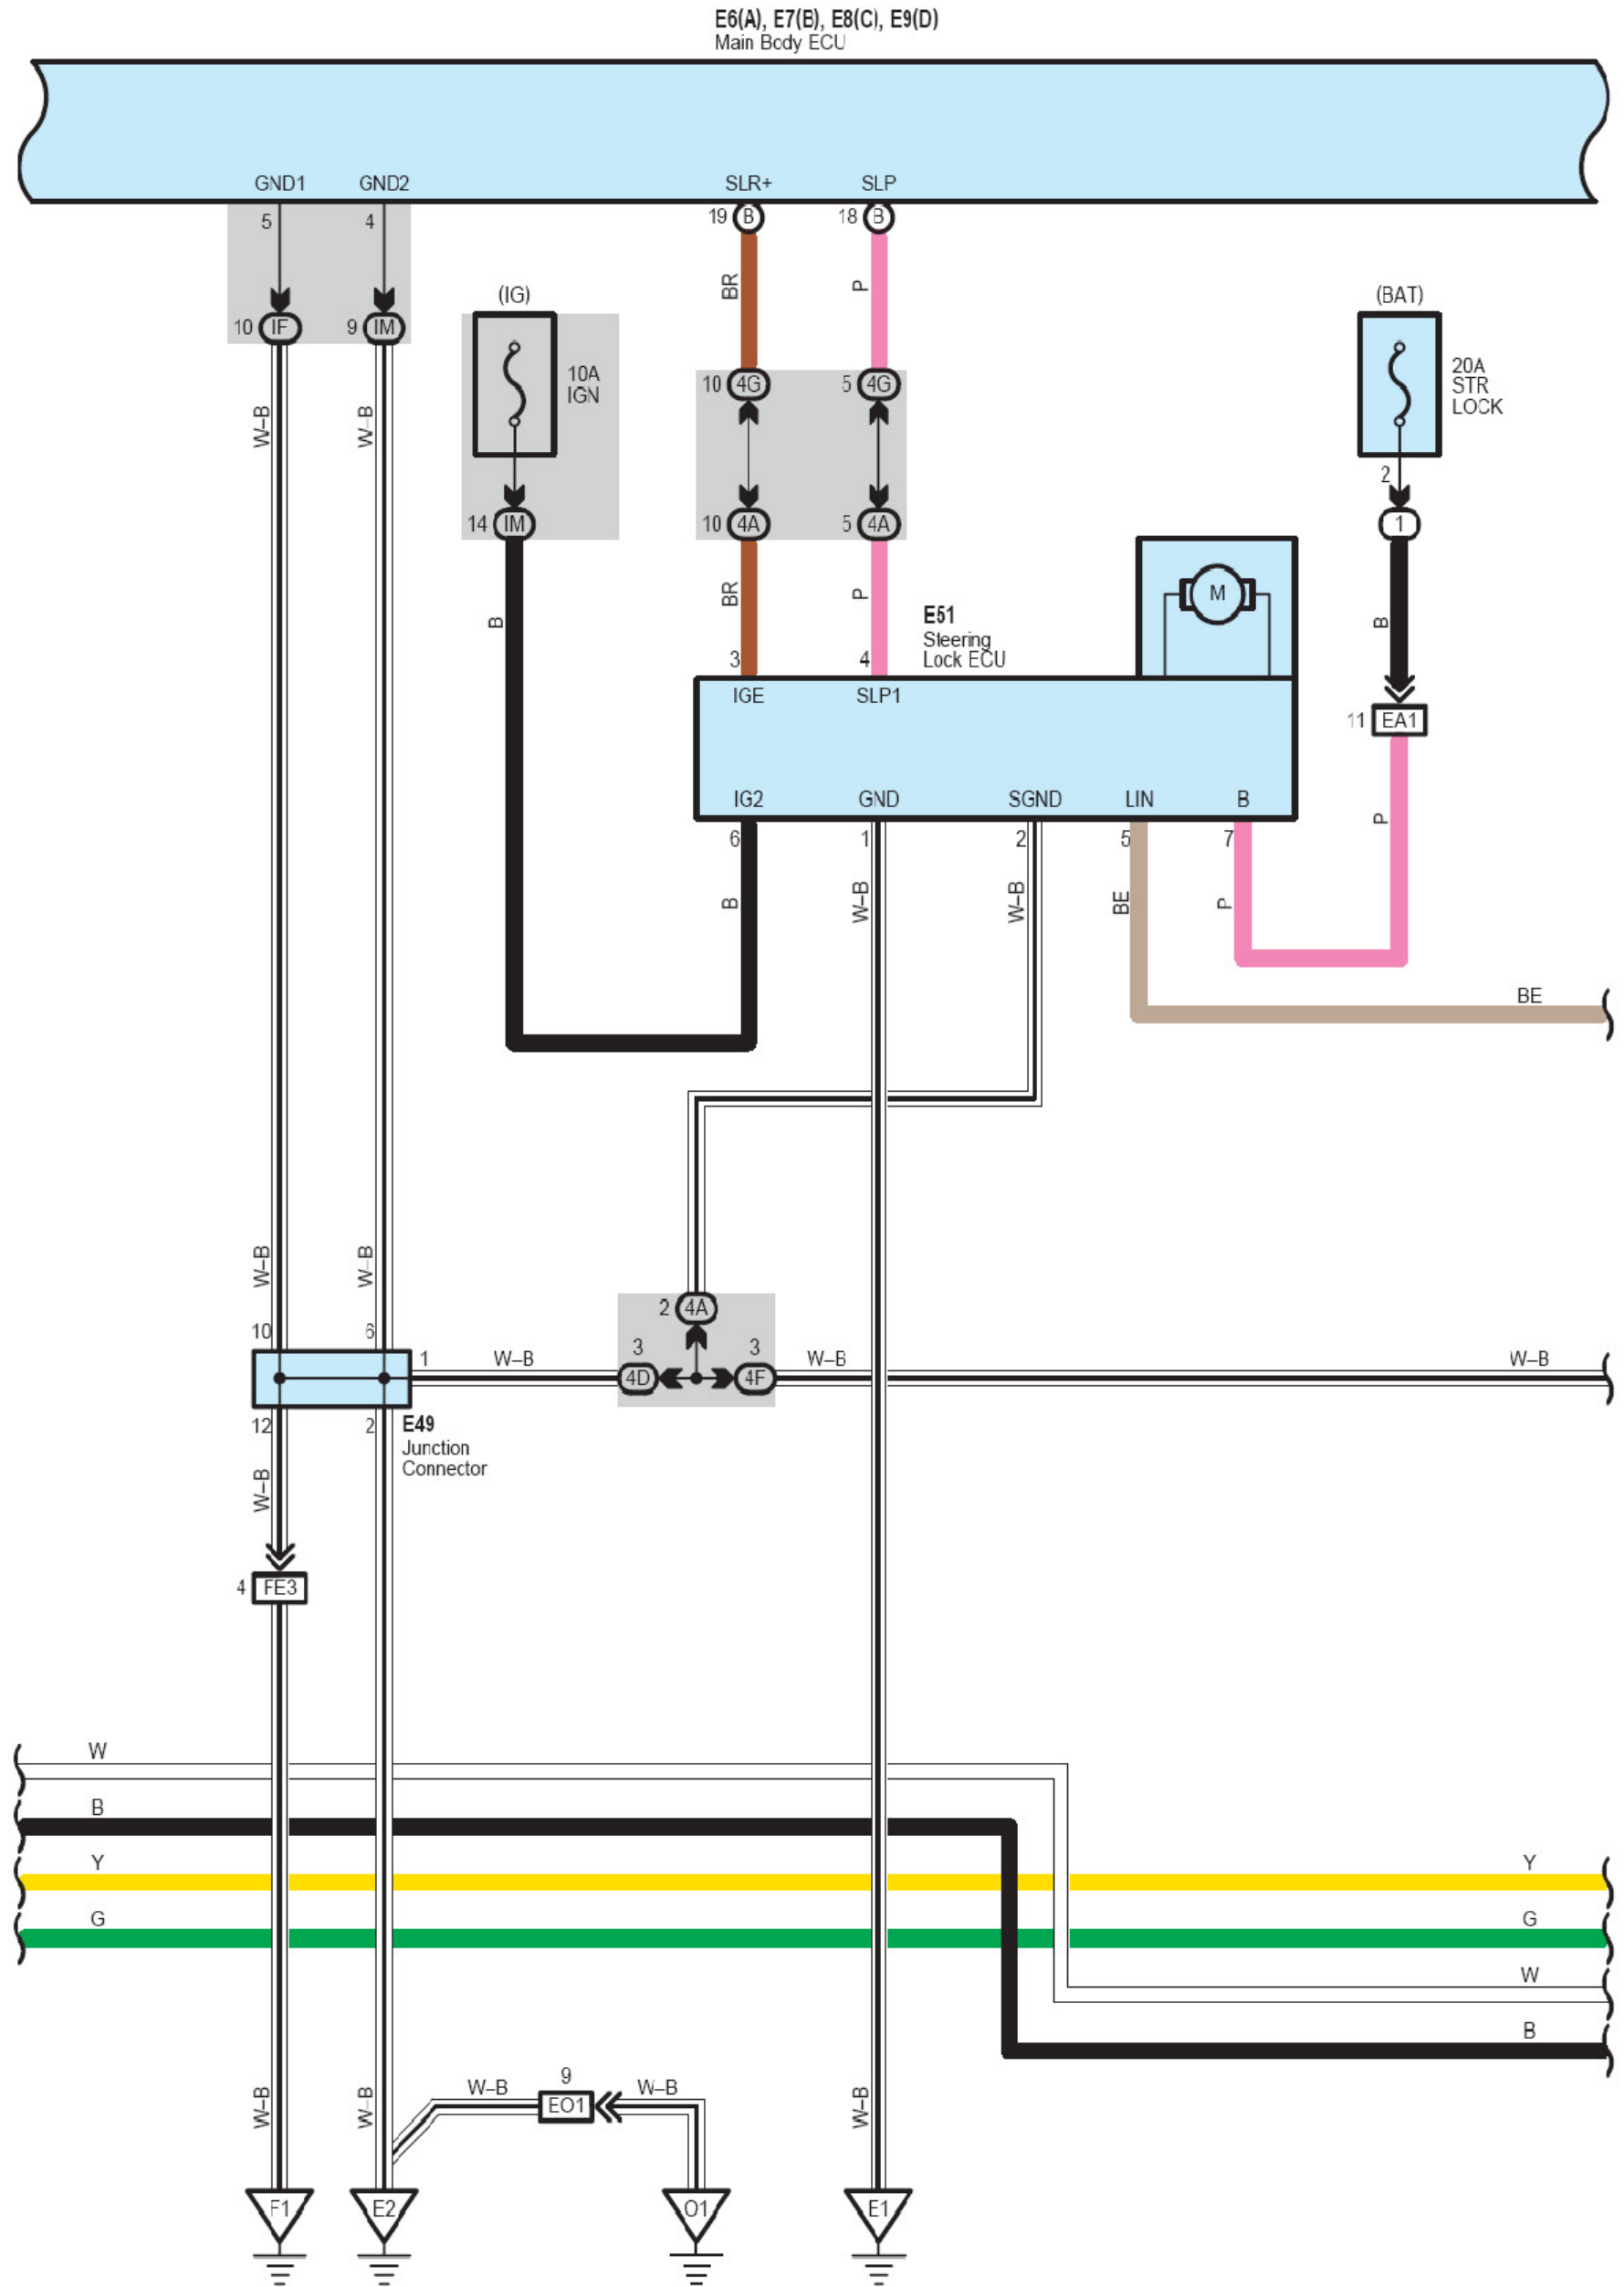 E6(A), E7(B), E8(C), E9(D)
Main Body ECU
GND1 GND2 SLR+ SLP
5 4 19 B 18 B
BR P
(IG) (BAT)
10 IF 9 IM
10A
IGN
20A
STR
LOCK
10 4G 5 4G
W–B W–B
2
14 IM 10 4A 5 4A 1
BR P
B B
M
E51
Steering
Lock ECU
3 4
IGE SLP1
11 EA1
IG2 GND SGND LIN B
P
6 1 2 5 7
B W–B W–B BE P
BE
W–B W–B
2 4A
10 6
3 3
1 W–B W–B W–B
4D 4F
12 2 E49
Junction
Connector
W–B
4 FE3
W
B
Y Y
G G
W
B
9
W–B W–B
W–B W–B EO1 W–B
F1 E2 O1 E1